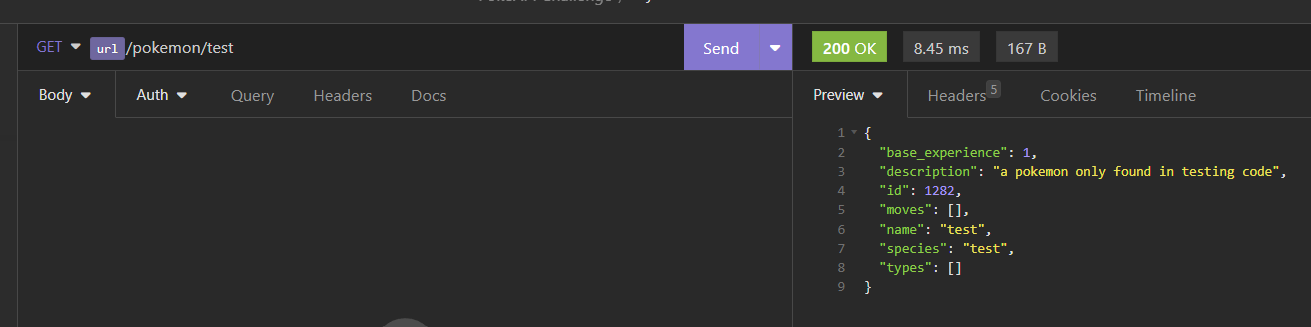 GET url/pokemon/test Send 200 OK 8.45 ms 167 B
Body Auth Query Headers Docs Preview Headers 5 Cookies Timeline
1 {
2 "base_experience": 1,
3 "description": "a pokemon only found in testing code",
4 "id": 1282,
5 "moves": [],
6 "name": "test",
7 "species": "test",
8 "types": []
9 }